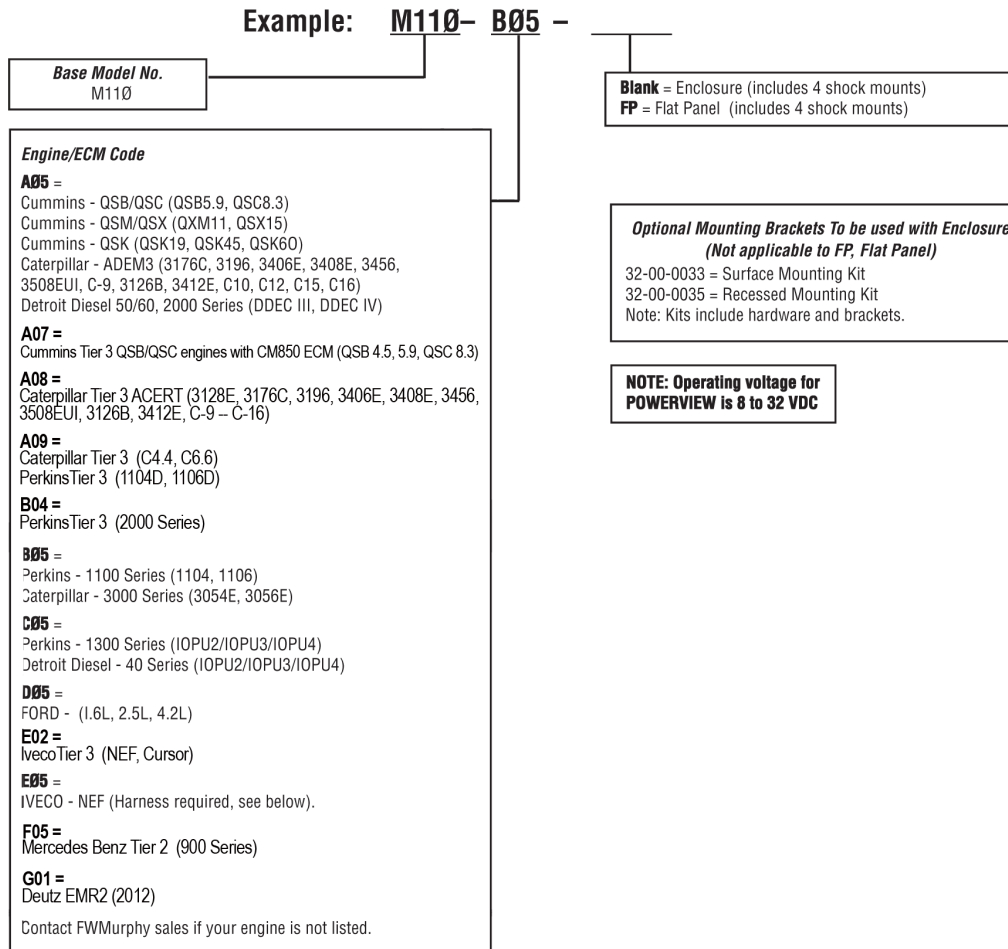 Example: M11Ø– BØ5 –
Base Model No.
M11Ø
Blank = Enclosure (includes 4 shock mounts)
FP = Flat Panel (includes 4 shock mounts)
Engine/ECM Code
AØ5 =
Cummins - QSB/QSC (QSB5.9, QSC8.3)
Cummins - QSM/QSX (QXM11, QSX15)
Cummins - QSK (QSK19, QSK45, QSK6O)
Caterpillar - ADEM3 (3176C, 3196, 3406E, 3408E, 3456,
3508EUI, C-9, 3126B, 3412E, C10, C12, C15, C16)
Detroit Diesel 50/60, 2000 Series (DDEC III, DDEC IV)
A07 =
Cummins Tier 3 QSB/QSC engines with CM850 ECM (QSB 4.5, 5.9, QSC 8.3)
A08 =
Caterpillar Tier 3 ACERT (3128E, 3176C, 3196, 3406E, 3408E, 3456,
3508EUI, 3126B, 3412E, C-9 -- C-16)
A09 =
Caterpillar Tier 3 (C4.4, C6.6)
PerkinsTier 3 (1104D, 1106D)
B04 =
PerkinsTier 3 (2000 Series)
BØ5 =
Perkins - 1100 Series (1104, 1106)
Caterpillar - 3000 Series (3054E, 3056E)
CØ5 =
Perkins - 1300 Series (IOPU2/IOPU3/IOPU4)
Detroit Diesel - 40 Series (IOPU2/IOPU3/IOPU4)
DØ5 =
FORD - (I.6L, 2.5L, 4.2L)
E02 =
IvecoTier 3 (NEF, Cursor)
EØ5 =
IVECO - NEF (Harness required, see below).
F05 =
Mercedes Benz Tier 2 (900 Series)
G01 =
Deutz EMR2 (2012)
Contact FWMurphy sales if your engine is not listed.
Optional Mounting Brackets To be used with Enclosure
(Not applicable to FP, Flat Panel)
32-00-0033 = Surface Mounting Kit
32-00-0035 = Recessed Mounting Kit
Note: Kits include hardware and brackets.
NOTE: Operating voltage for
POWERVIEW is 8 to 32 VDC